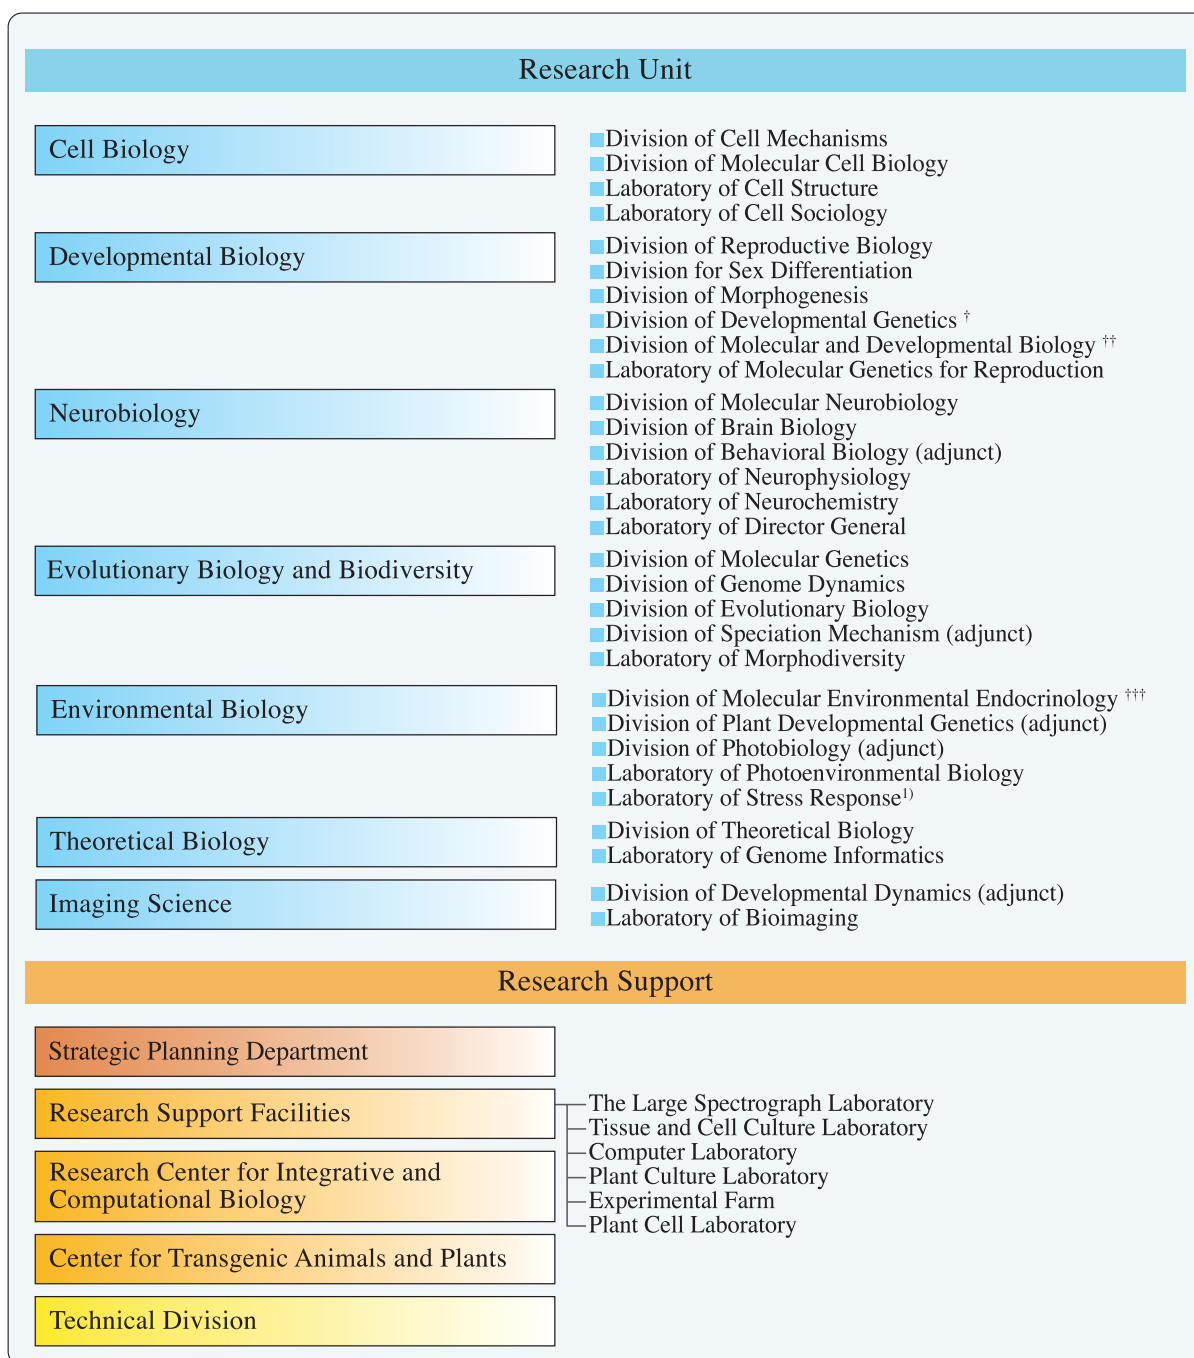 Research Unit
Cell Biology
Division of Cell Mechanisms
Division of Molecular Cell Biology
Laboratory of Cell Structure
Laboratory of Cell Sociology
Developmental Biology
Division of Reproductive Biology
Division for Sex Differentiation
Division of Morphogenesis
Division of Developmental Genetics †
Division of Molecular and Developmental Biology ††
Laboratory of Molecular Genetics for Reproduction
Neurobiology
Division of Molecular Neurobiology
Division of Brain Biology
Division of Behavioral Biology (adjunct)
Laboratory of Neurophysiology
Laboratory of Neurochemistry
Laboratory of Director General
Evolutionary Biology and Biodiversity
Division of Molecular Genetics
Division of Genome Dynamics
Division of Evolutionary Biology
Division of Speciation Mechanism (adjunct)
Laboratory of Morphodiversity
Environmental Biology
Division of Molecular Environmental Endocrinology †††
Division of Plant Developmental Genetics (adjunct)
Division of Photobiology (adjunct)
Laboratory of Photoenvironmental Biology
Laboratory of Stress Response1)
Theoretical Biology
Division of Theoretical Biology
Laboratory of Genome Informatics
Imaging Science
Division of Developmental Dynamics (adjunct)
Laboratory of Bioimaging
Research Support
Strategic Planning Department
Research Support Facilities
The Large Spectrograph Laboratory
Tissue and Cell Culture Laboratory
Computer Laboratory
Plant Culture Laboratory
Experimental Farm
Plant Cell Laboratory
Research Center for Integrative and
Computational Biology
Center for Transgenic Animals and Plants
Technical Division